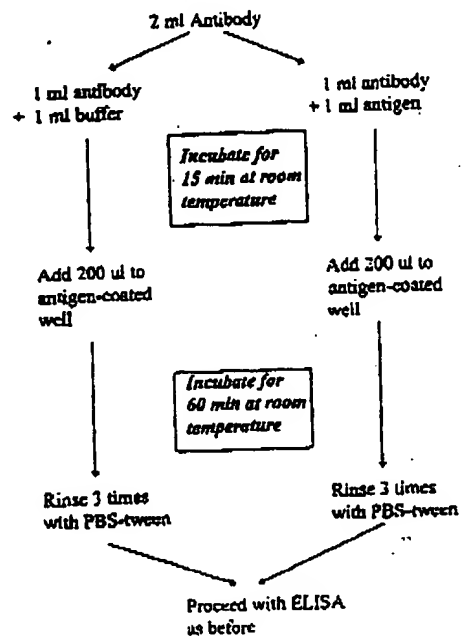 2 ml Antibody
1 ml antibody
+ 1 ml buffer
1 ml antibody
+ 1 ml antigen
Incubate for
15 min at room
temperature
Add 200 ul to
antigen-coated
well
Add 200 ul to
antigen-coated
well
Incubate for
60 min at room
temperature
Rinse 3 times
with PBS-tween
Rinse 3 times
with PBS-tween
Proceed with ELISA
as before